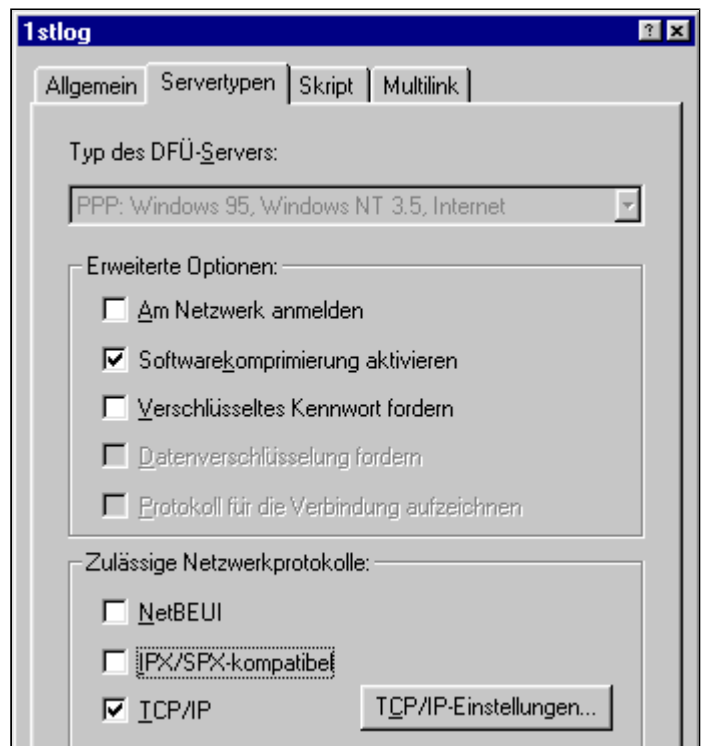 1stlog
Allgemein Servertypen Skript Multilink
Typ des DFÜ-Servers:
PPP: Windows 95, Windows NT 3.5, Internet
Erweiterte Optionen:
Am Netzwerk anmelden
Softwarekomprimierung aktivieren
Verschlüsseltes Kennwort fordern
Datenverschlüsselung fordern
Protokoll für die Verbindung aufzeichnen
Zulässige Netzwerkprotokolle:
NetBEUI
IPX/SPX-kompatibel
TCP/IP TCP/IP-Einstellungen...